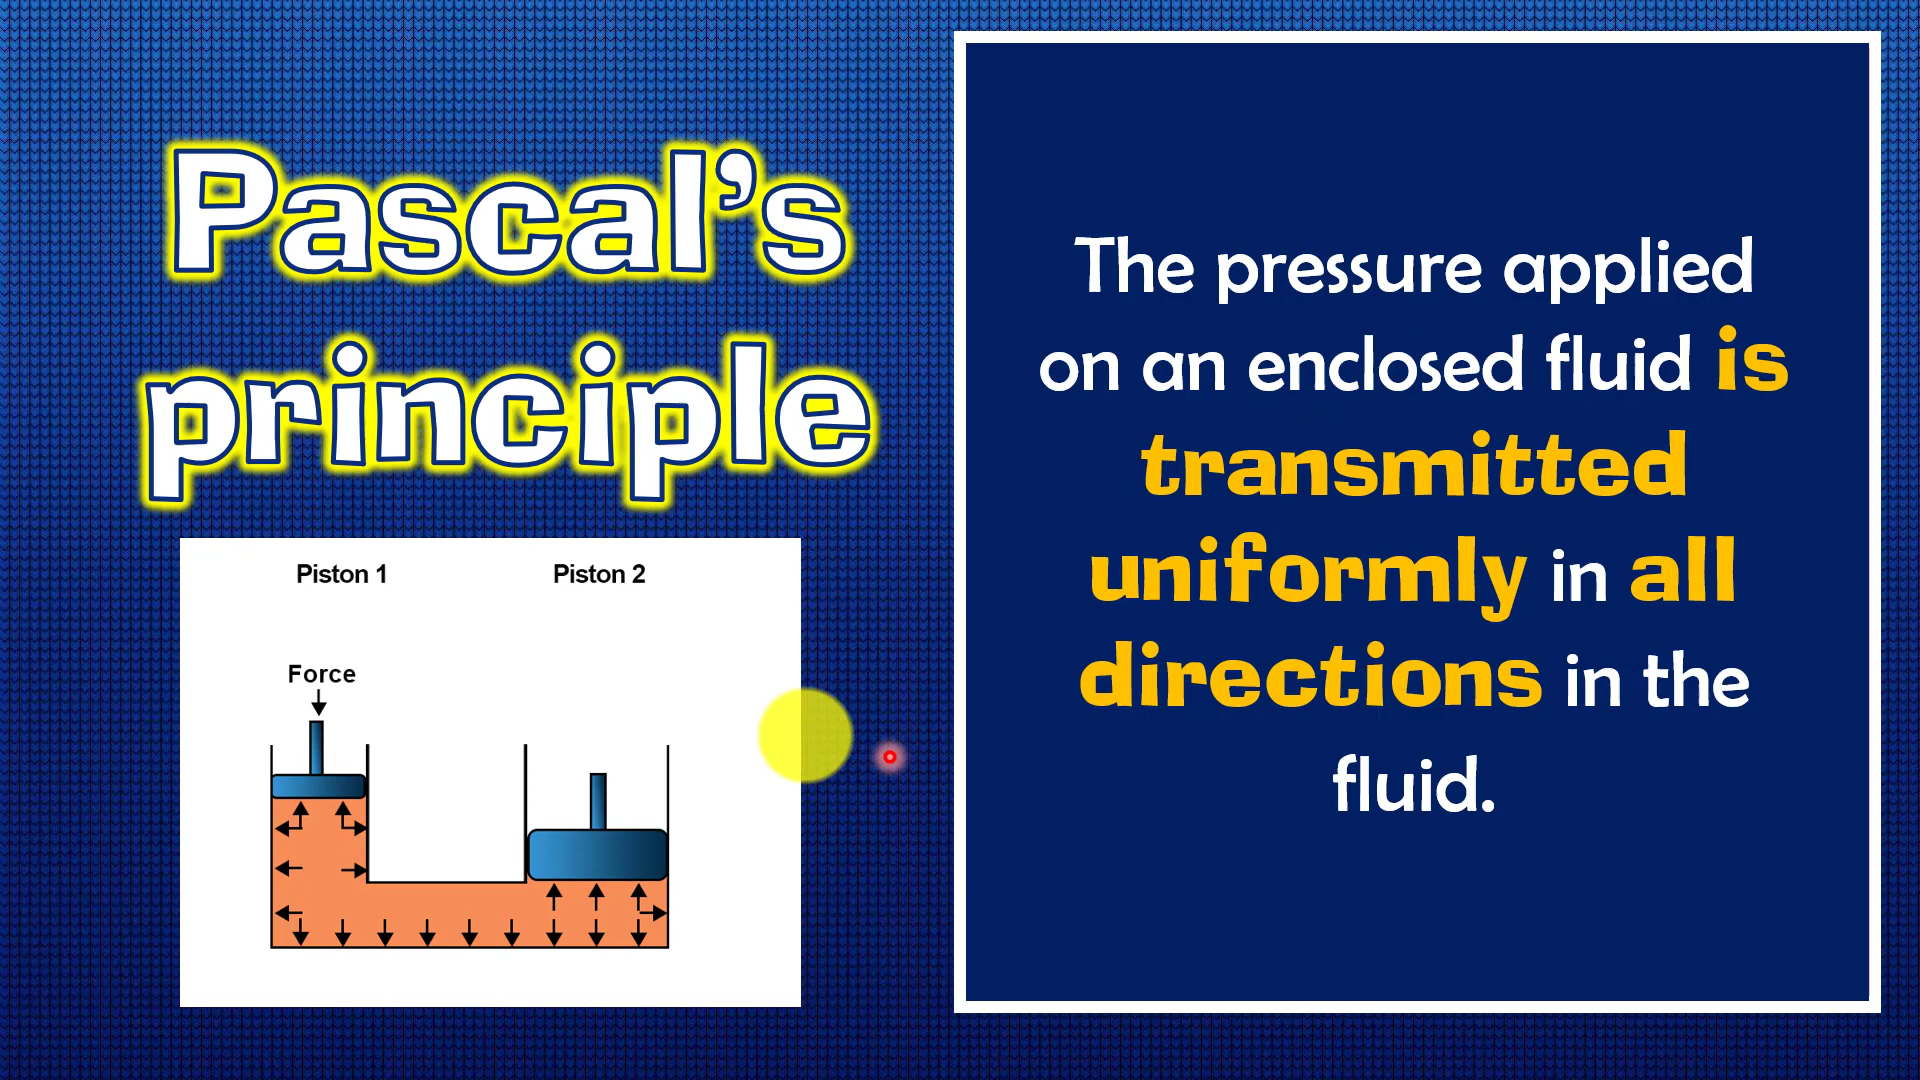 Pascal’s
principle
Piston 1
Piston 2
Force
The pressure applied
on an enclosed fluid is
transmitted
uniformly in all
directions in the
fluid.